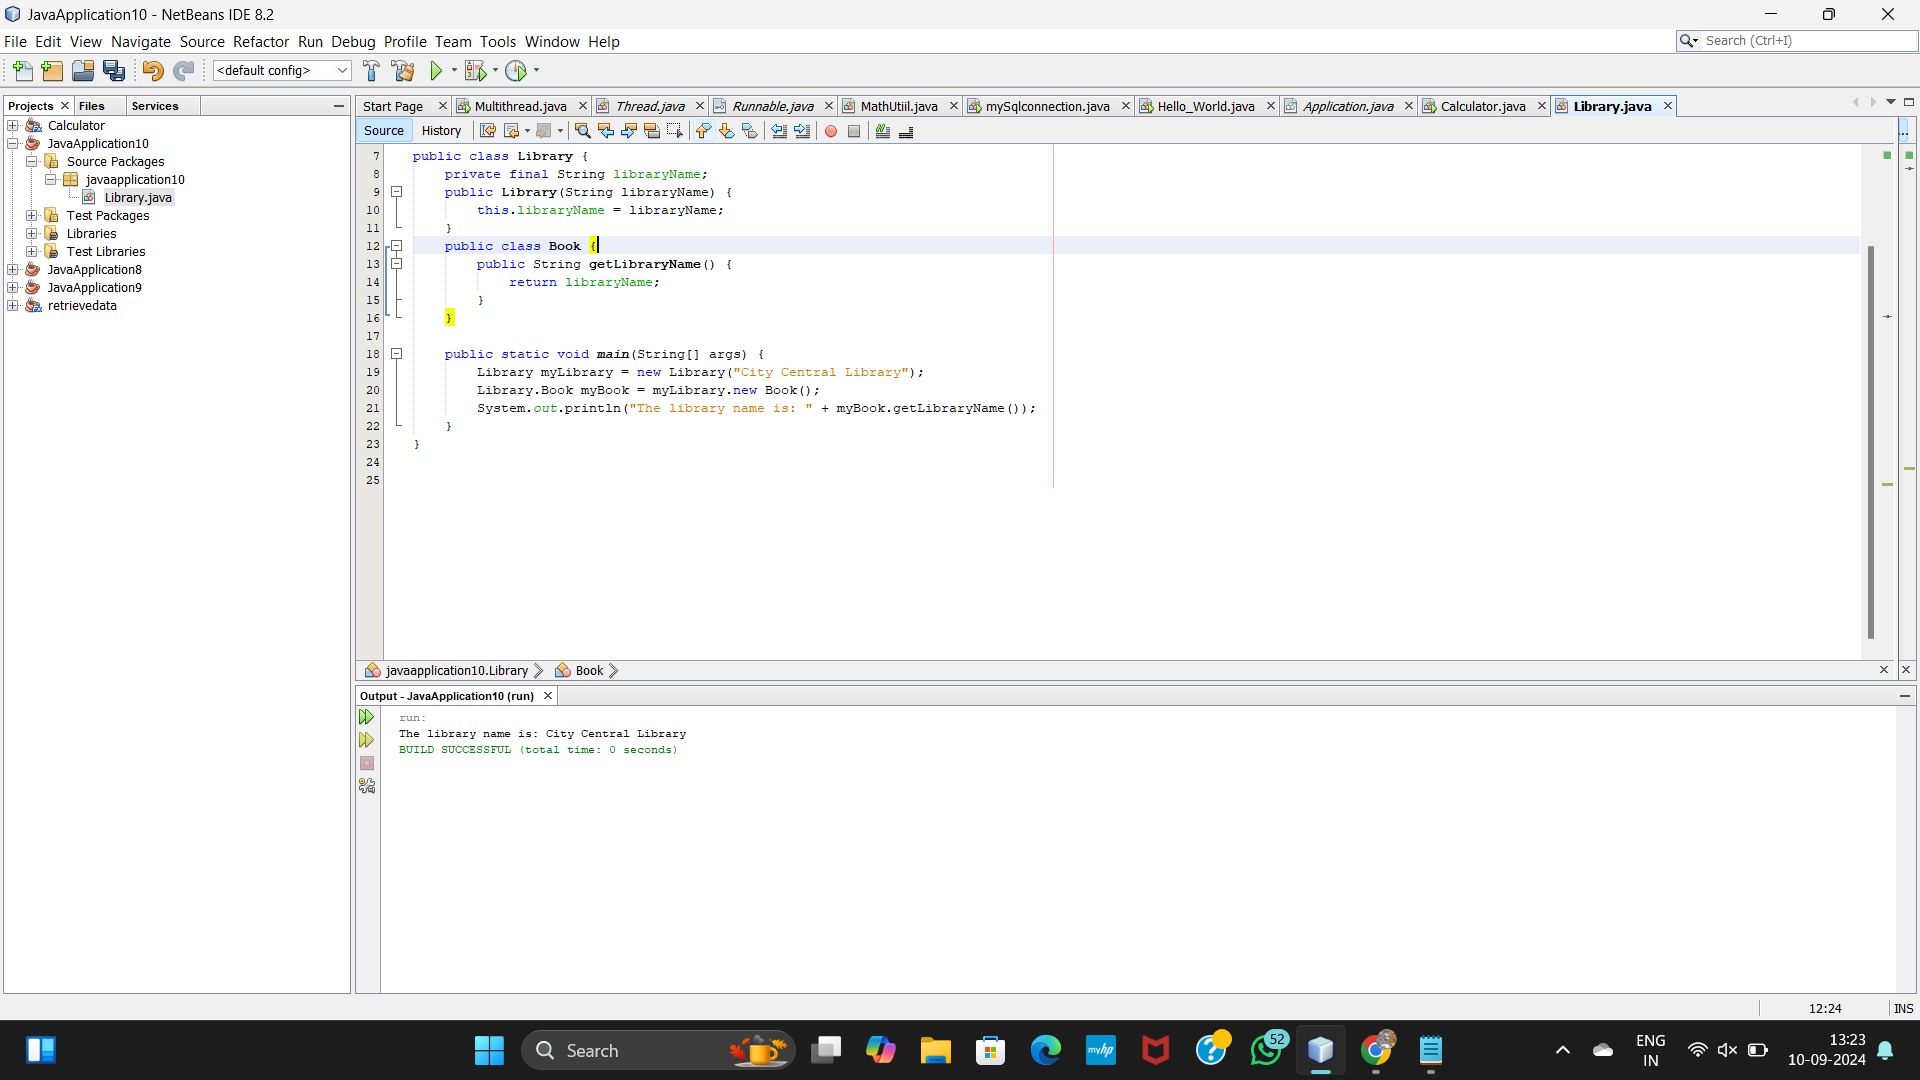 JavaApplication10 - NetBeans IDE 8.2
File Edit View Navigate Source Refactor Run Debug Profile Team Tools Window Help
Search (Ctrl+I)
<default config>
Projects Files Services
Start Page Multithread.java Thread.java Runnable.java MathUtiil.java mySqlconnection.java Hello_World.java Application.java Calculator.java Library.java
Source History
Calculator
JavaApplication10
Source Packages
javaapplication10
Library.java
Test Packages
Libraries
Test Libraries
JavaApplication8
JavaApplication9
retrievedata
7 public class Library {
8 private final String libraryName;
9 public Library(String libraryName) {
10 this.libraryName = libraryName;
11 }
12 public class Book {
13 public String getLibraryName() {
14 return libraryName;
15 }
16 }
17
18 public static void main(String[] args) {
19 Library myLibrary = new Library("City Central Library");
20 Library.Book myBook = myLibrary.new Book();
21 System.out.println("The library name is: " + myBook.getLibraryName());
22 }
23 }
24
25
javaapplication10.Library Book
Output - JavaApplication10 (run)
run:
The library name is: City Central Library
BUILD SUCCESSFUL (total time: 0 seconds)
12:24 INS
Search
myhp
52
ENG
IN
13:23
10-09-2024